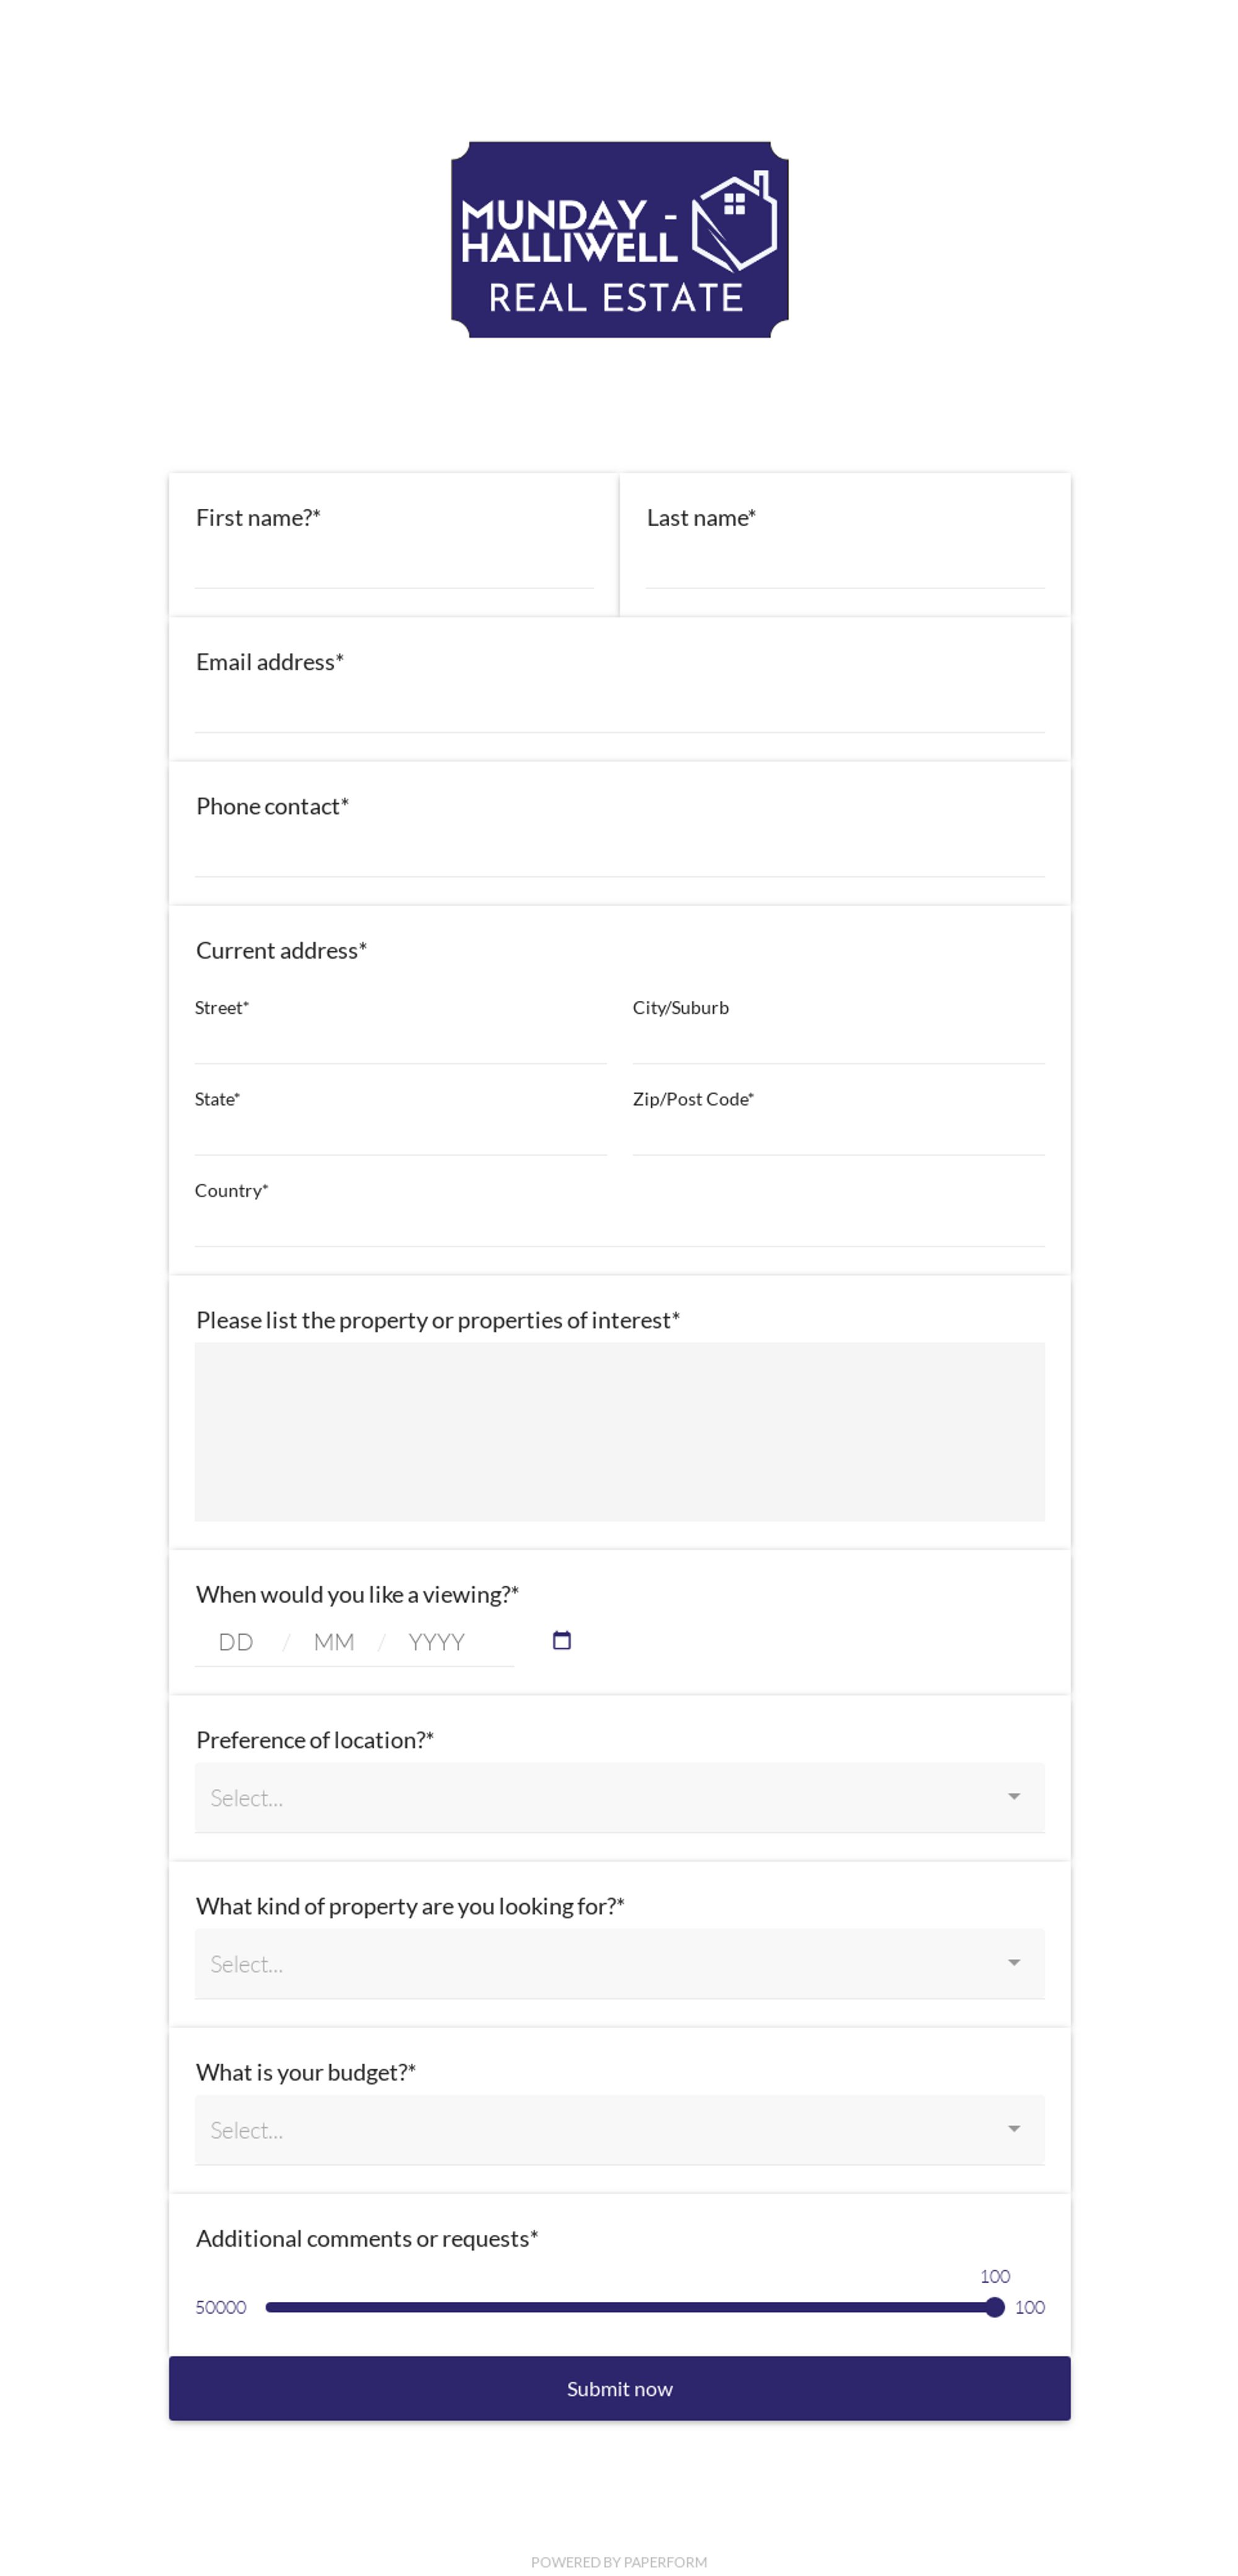 MUNDAY -
HALLIWELL
REAL ESTATE
First name?*
Last name*
Email address*
Phone contact*
Current address*
Street*
City/Suburb
State*
Zip/Post Code*
Country*
Please list the property or properties of interest*
When would you like a viewing?*
DD / MM / YYYY
Preference of location?*
Select...
What kind of property are you looking for?*
Select...
What is your budget?*
Select...
Additional comments or requests*
100
50000
100
Submit now
POWERED BY PAPERFORM